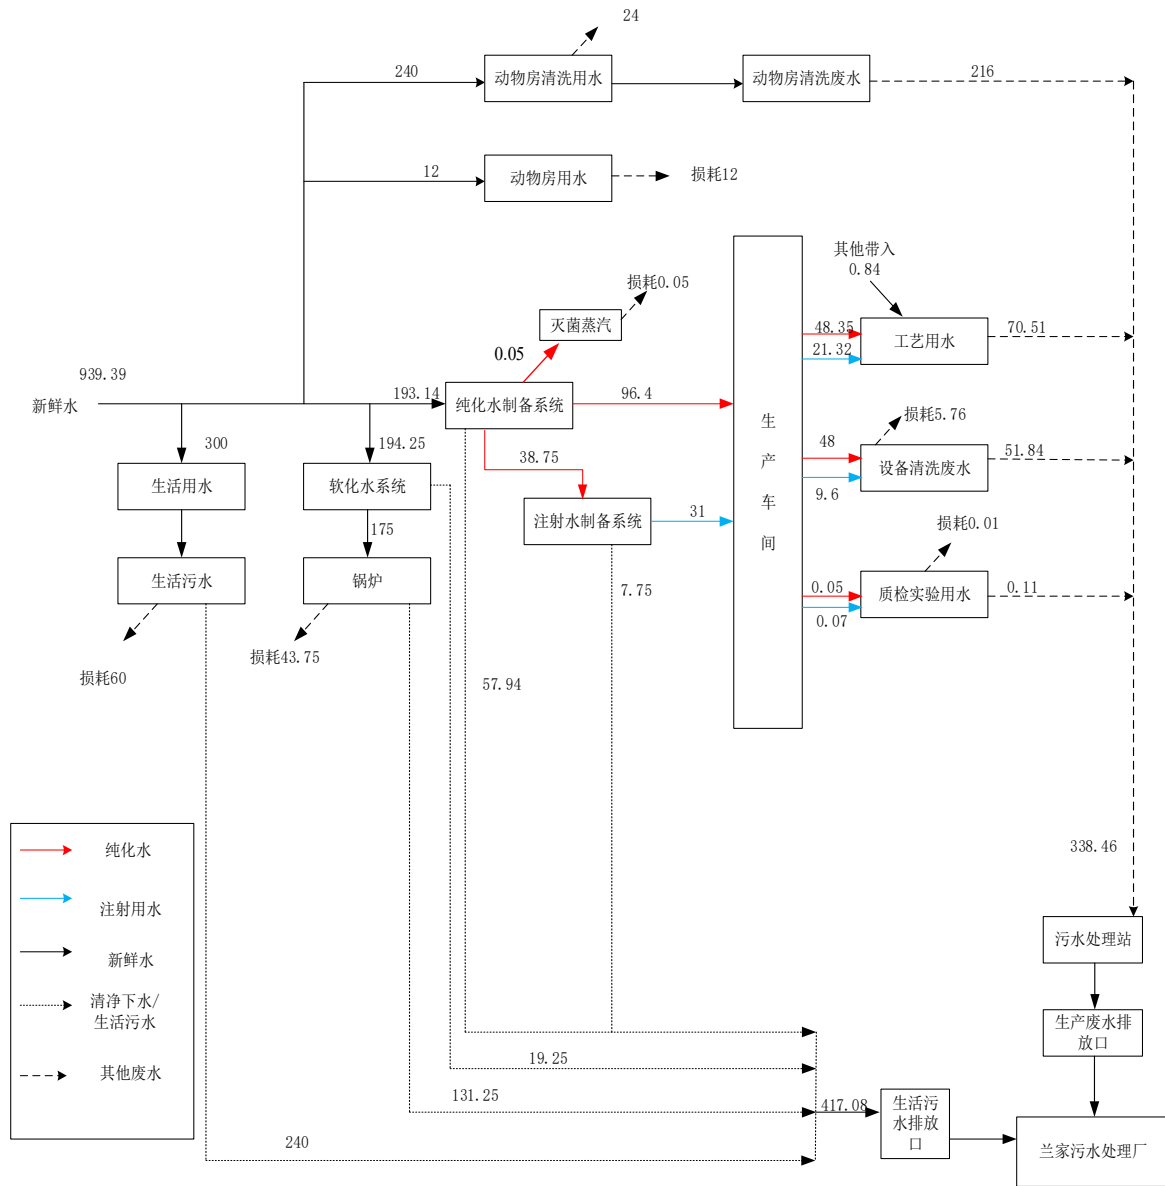 24
240
动物房清洗用水
动物房清洗废水
216
12
动物房用水
损耗12
其他带入
0.84
损耗0.05
灭菌蒸汽
0.05
48.35
21.32
工艺用水
70.51
939.39
新鲜水
193.14
纯化水制备系统
96.4
生
产
车
间
300
194.25
38.75
损耗5.76
48
9.6
设备清洗废水
51.84
生活用水
软化水系统
注射水制备系统
31
175
损耗0.01
生活污水
锅炉
7.75
0.05
0.07
质检实验用水
0.11
损耗60
损耗43.75
57.94
纯化水
注射用水
新鲜水
清净下水/
生活污水
其他废水
338.46
污水处理站
生产废水排
放口
19.25
131.25
417.08
生活污
水排放
口
240
兰家污水处理厂